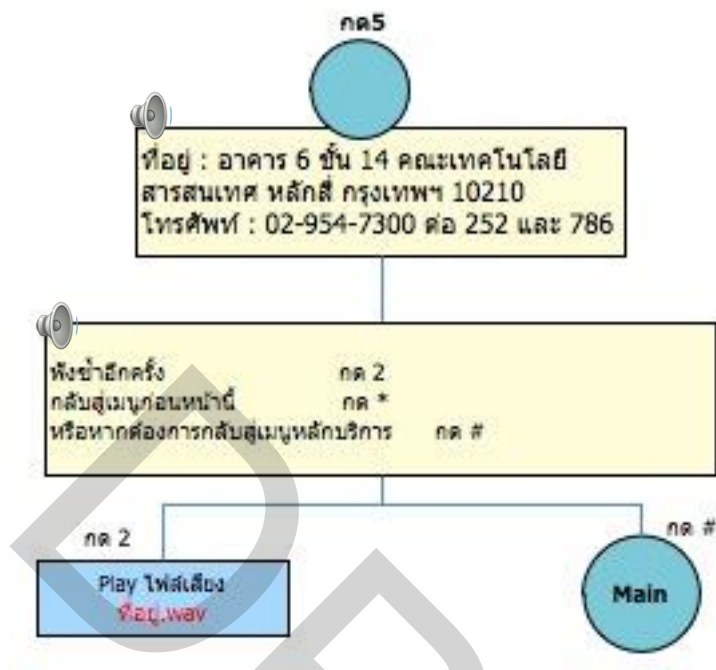 กด5
ที่อยู่ : อาคาร 6 ชั้น 14 คณะเทคโนโลยี
สารสนเทศ หลักสี่ กรุงเทพฯ 10210
โทรศัพท์ : 02-954-7300 ต่อ 252 และ 786
ฟังซ้ำอีกครั้ง กด 2
กลับสู่เมนูก่อนหน้านี้ กด *
หรือหากต้องการกลับสู่เมนูหลักบริการ กด #
กด 2
กด #
Play ไฟล์เสียง
ที่อยู่.wav
Main